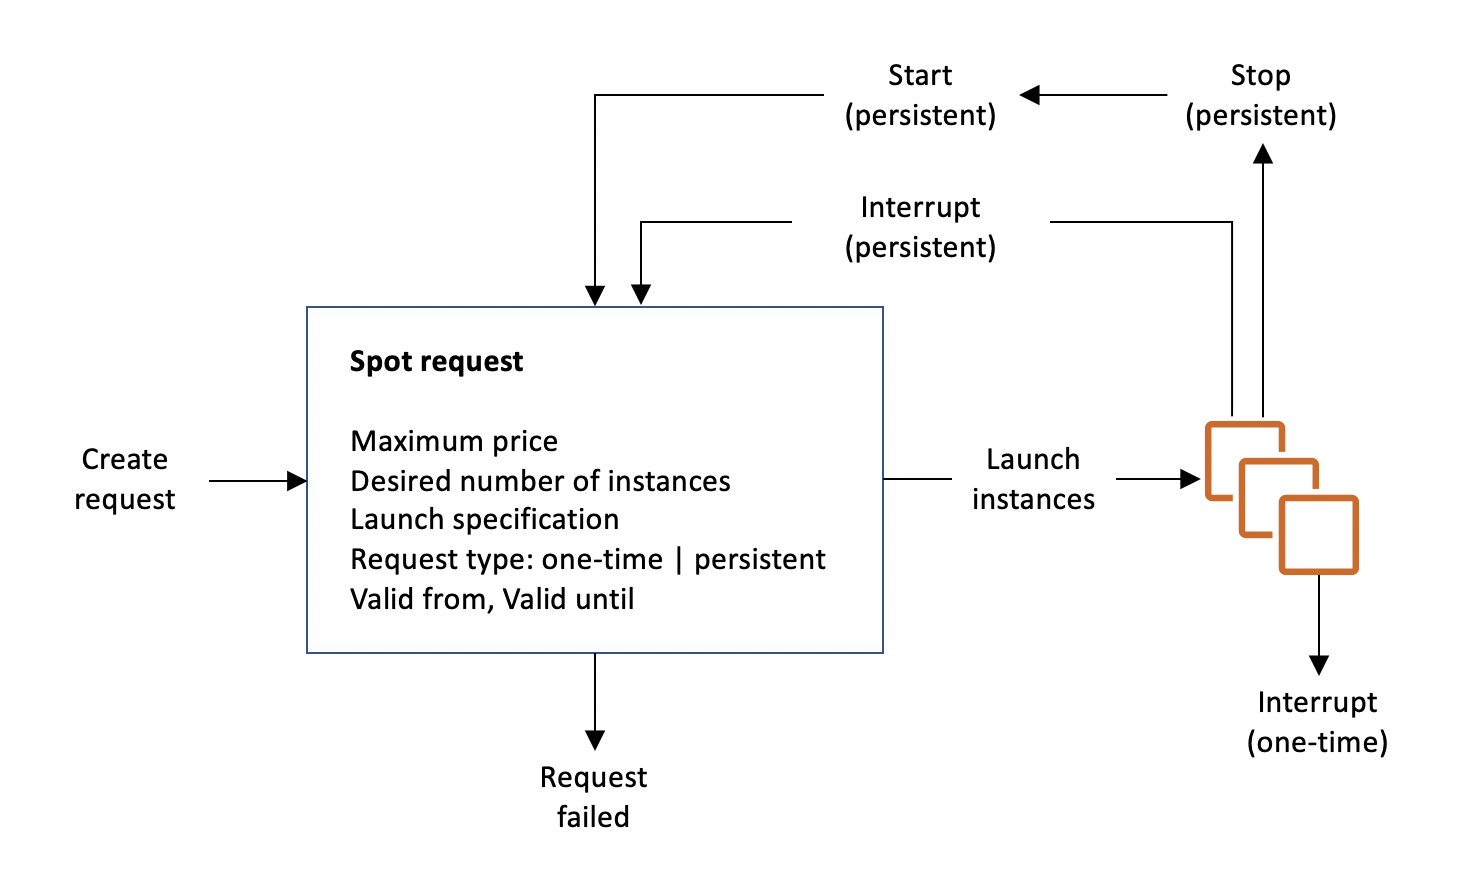 Start
(persistent)
Stop
(persistent)
Interrupt
(persistent)
Spot request
Maximum price
Desired number of instances
Launch specification
Request type: one-time | persistent
Valid from, Valid until
Create
request
Launch
instances
Interrupt
(one-time)
Request
failed